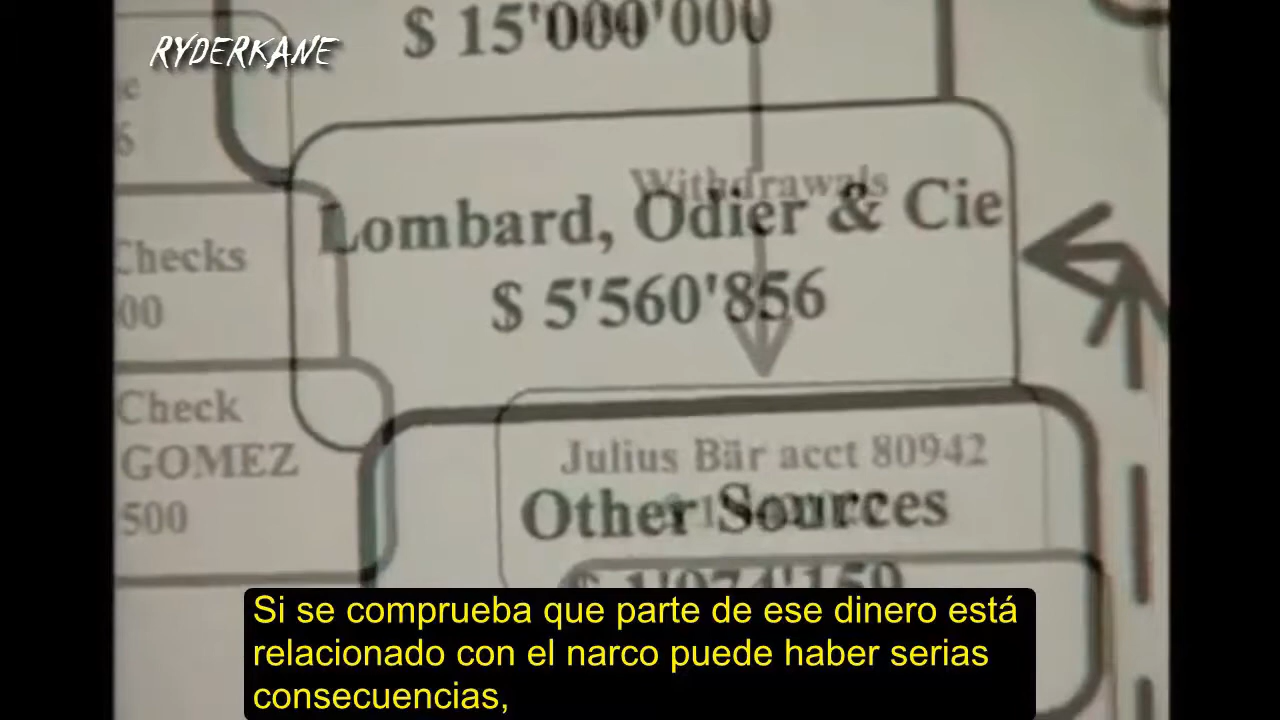 $ 15'000'000
RYDERKANE
Withdrawals
Lombard, Odier & Cie
$ 5'560'856
Checks
00
Check
GOMEZ
500
Julius Bär acct 80942
Other Sources
Si se comprueba que parte de ese dinero está
relacionado con el narco puede haber serias
consecuencias,